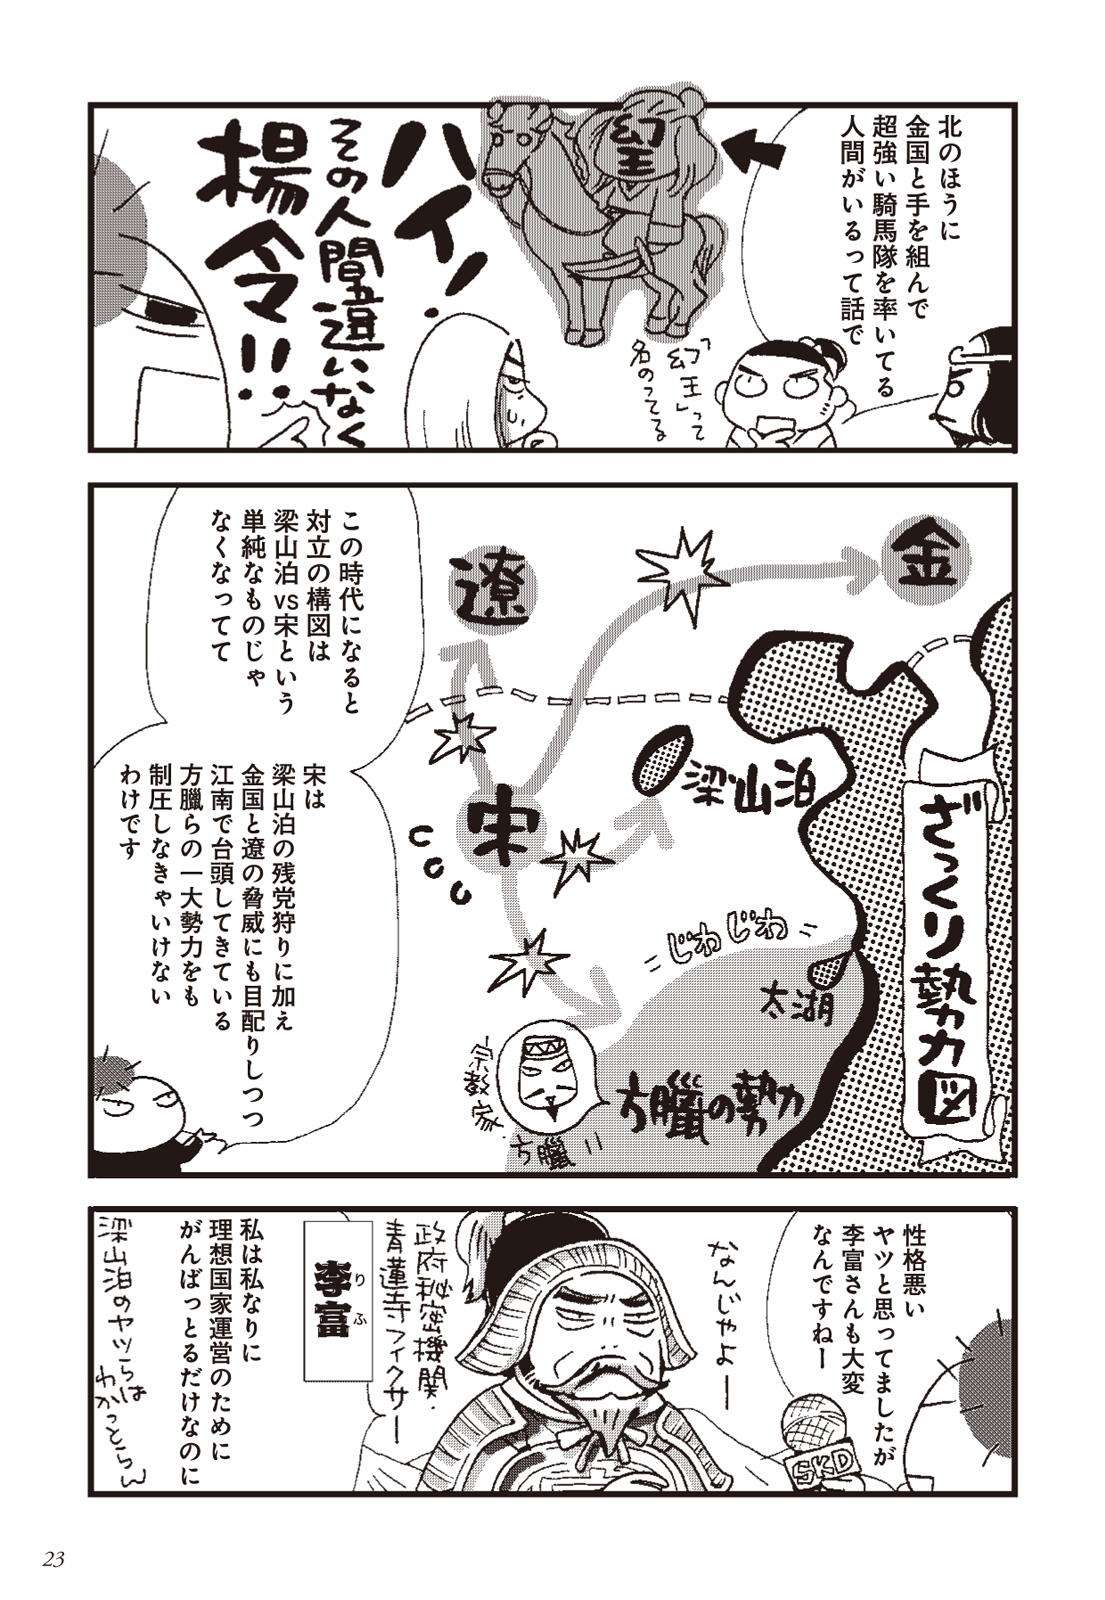 北のほうに
金国と手を組んで
超強い騎馬隊を率いてる
人間がいるって話で
幻王
「幻王」って
名のってる
ハイ！
その人間違いなく
楊令!!
ざっくり勢力図
金
遼
宋
梁山泊
じわじわ
太湖
方臘の勢力
宗教家
方臘
この時代になると
対立の構図は
梁山泊vs宋という
単純なものじゃ
なくなってて
宋は
梁山泊の残党狩りに加え
金国と遼の脅威にも目配りしつつ
江南で台頭してきている
方臘らの一大勢力をも
制圧しなきゃいけない
わけです
性格悪い
ヤツと思ってましたが
李富さんも大変
なんですねー
SKD
なんじゃよー
政府秘密機関・
青蓮寺フィクサー
李富
りふ
私は私なりに
理想国家運営のために
がんばっとるだけなのに
梁山泊のヤツらは
わかっとらん
23